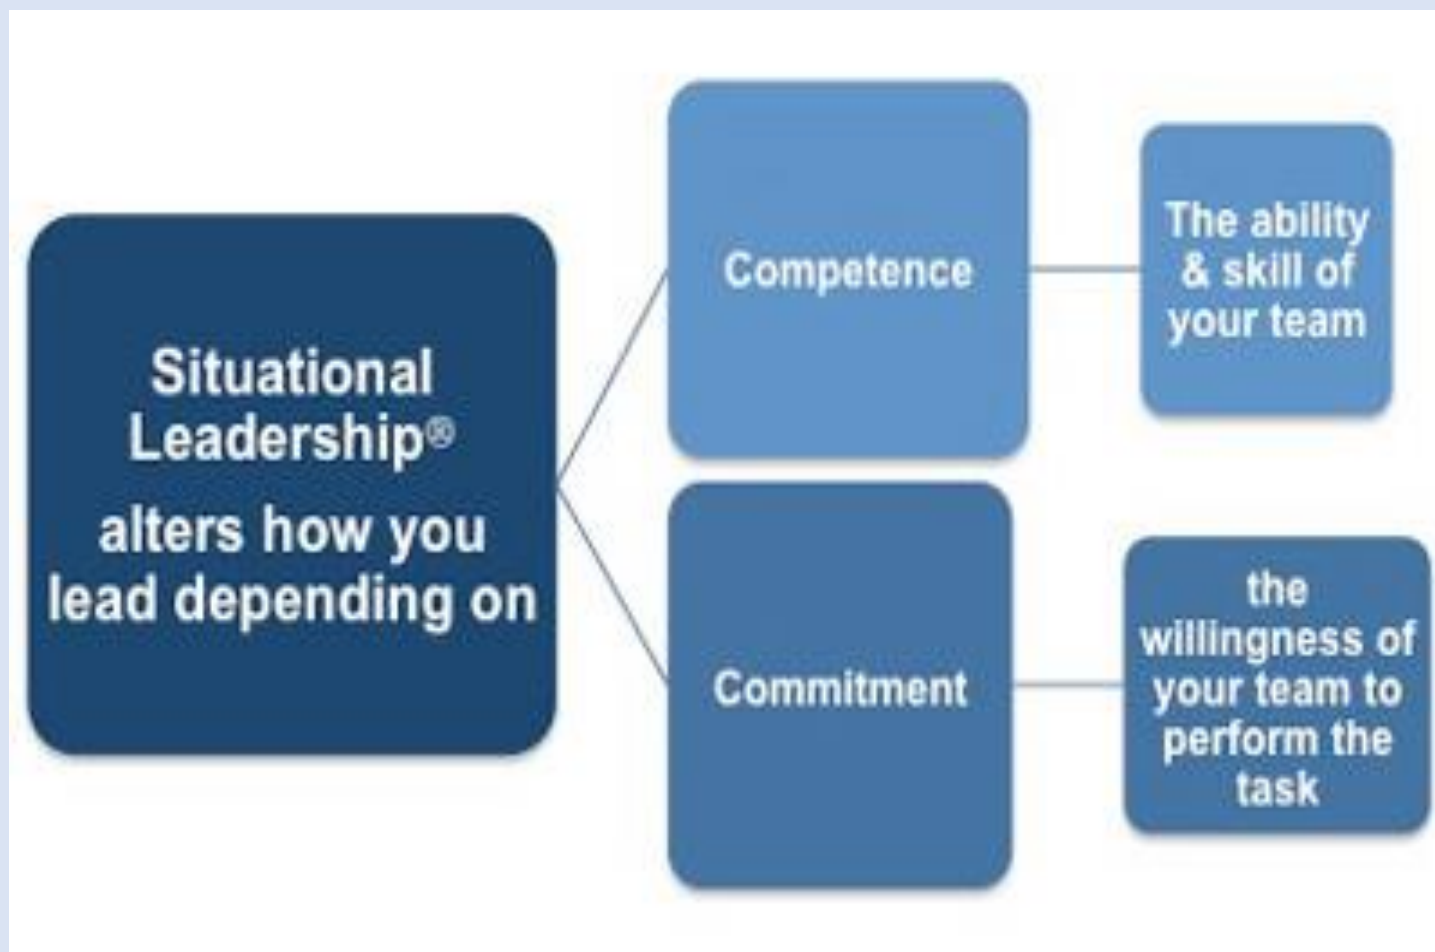 Situational
Leadership®
alters how you
lead depending on
Competence
The ability
& skill of
your team
Commitment
the
willingness of
your team to
perform the
task